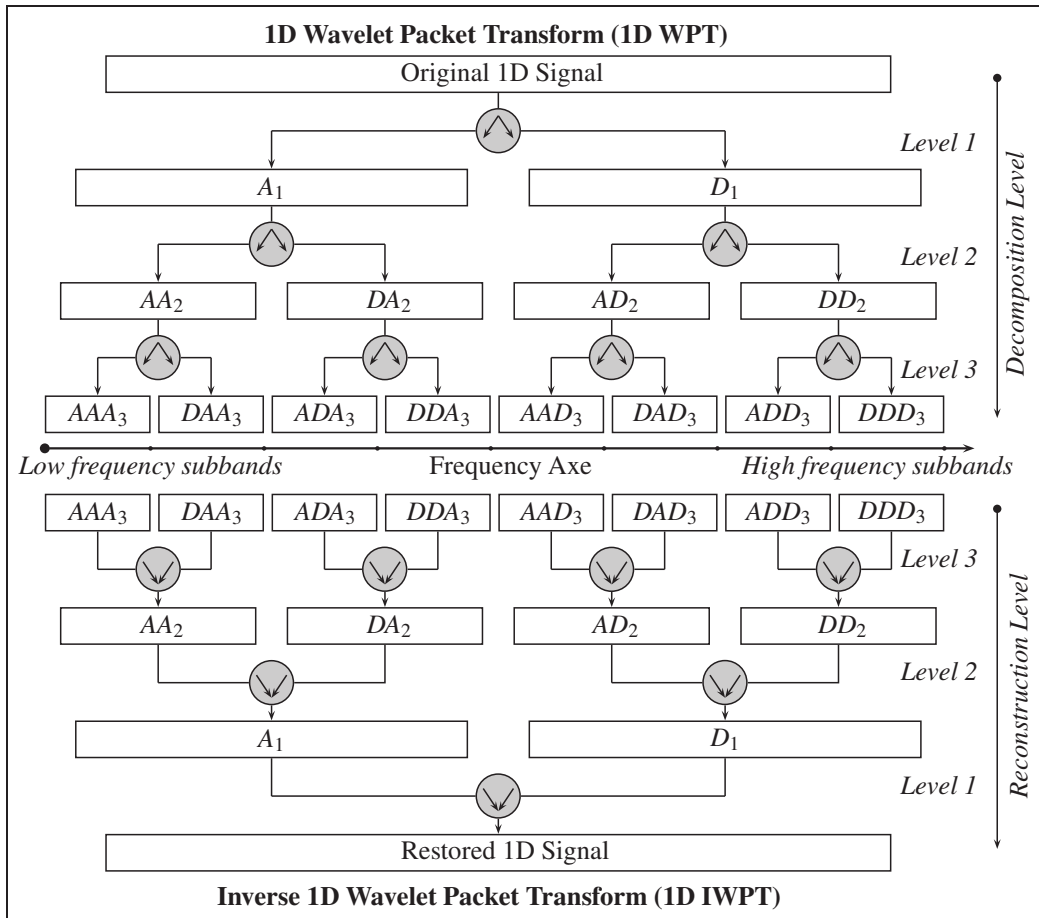 1D Wavelet Packet Transform (1D WPT)
Original 1D Signal
Level 1
A₁ D₁
Level 2
AA₂ DA₂ AD₂ DD₂
Level 3
AAA₃ DAA₃ ADA₃ DDA₃ AAD₃ DAD₃ ADD₃ DDD₃
Decomposition Level
Low frequency subbands Frequency Axe High frequency subbands
AAA₃ DAA₃ ADA₃ DDA₃ AAD₃ DAD₃ ADD₃ DDD₃
Level 3
AA₂ DA₂ AD₂ DD₂
Level 2
A₁ D₁
Level 1
Reconstruction Level
Restored 1D Signal
Inverse 1D Wavelet Packet Transform (1D IWPT)